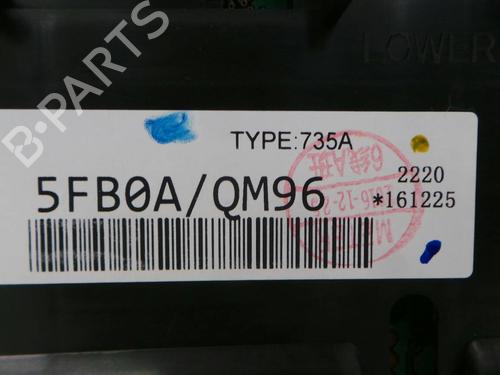 LOWER
B-PARTS
TYPE:735A
5FB0A/QM96
2220
*161225